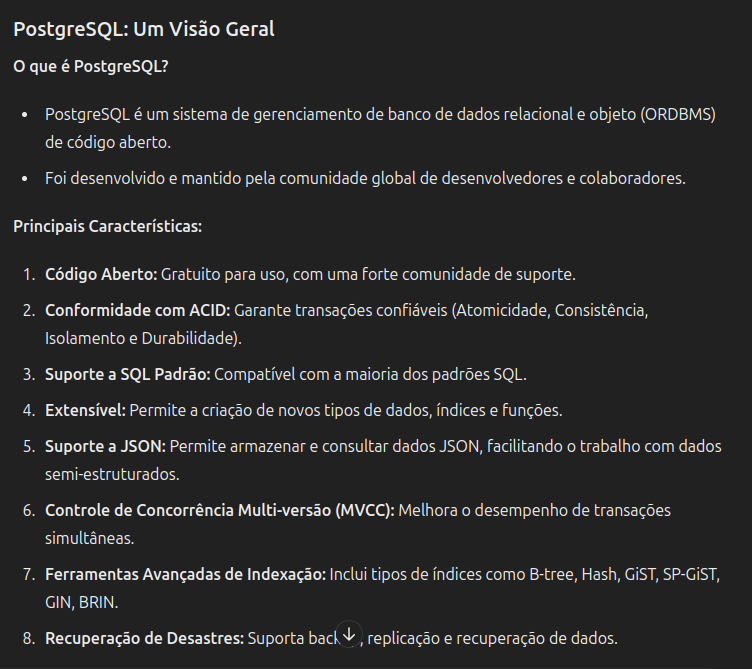 PostgreSQL: Um Visão Geral
O que é PostgreSQL?
• PostgreSQL é um sistema de gerenciamento de banco de dados relacional e objeto (ORDBMS)
de código aberto.
• Foi desenvolvido e mantido pela comunidade global de desenvolvedores e colaboradores.
Principais Características:
1. Código Aberto: Gratuito para uso, com uma forte comunidade de suporte.
2. Conformidade com ACID: Garante transações confiáveis (Atomicidade, Consistência,
Isolamento e Durabilidade).
3. Suporte a SQL Padrão: Compatível com a maioria dos padrões SQL.
4. Extensível: Permite a criação de novos tipos de dados, índices e funções.
5. Suporte a JSON: Permite armazenar e consultar dados JSON, facilitando o trabalho com dados
semi-estruturados.
6. Controle de Concorrência Multi-versão (MVCC): Melhora o desempenho de transações
simultâneas.
7. Ferramentas Avançadas de Indexação: Inclui tipos de índices como B-tree, Hash, GiST, SP-GiST,
GIN, BRIN.
8. Recuperação de Desastres: Suporta , replicação e recuperação de dados.